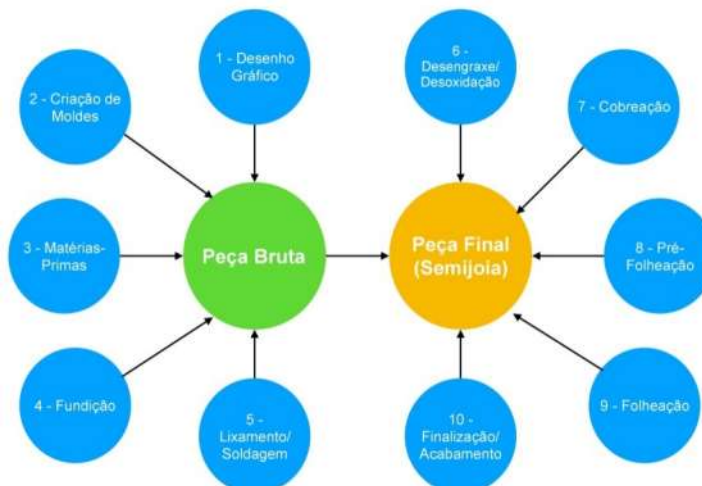 1 - Desenho
Gráfico
2 - Criação de
Moldes
3 - Matérias-
Primas
4 - Fundição
5 -
Lixamento/
Soldagem
Peça Bruta
6 -
Desengraxe/
Desoxidação
7 - Cobreação
8 - Pré-
Folheação
9 - Folheação
10 -
Finalização/
Acabamento
Peça Final
(Semijoia)